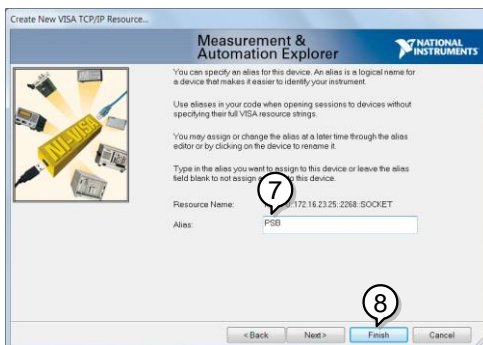 Create New VISA TCP/IP Resource...
Measurement &
Automation Explorer
NATIONAL
INSTRUMENTS
NI-VISA
You can specify an alias for this device. An alias is a logical name for
a device that makes it easier to identify your instrument.
Use aliases in your code when opening sessions to devices without
specifying their full VISA resource strings.
You may assign or change the alias at a later time through the alias
editor or by clicking on the device to rename it.
Type in the alias you want to assign to this device or leave the alias
field blank to not assign to this device.
7
Resource Name: 172.16.23.25::2268::SOCKET
Alias: PSB
8
< Back Next > Finish Cancel